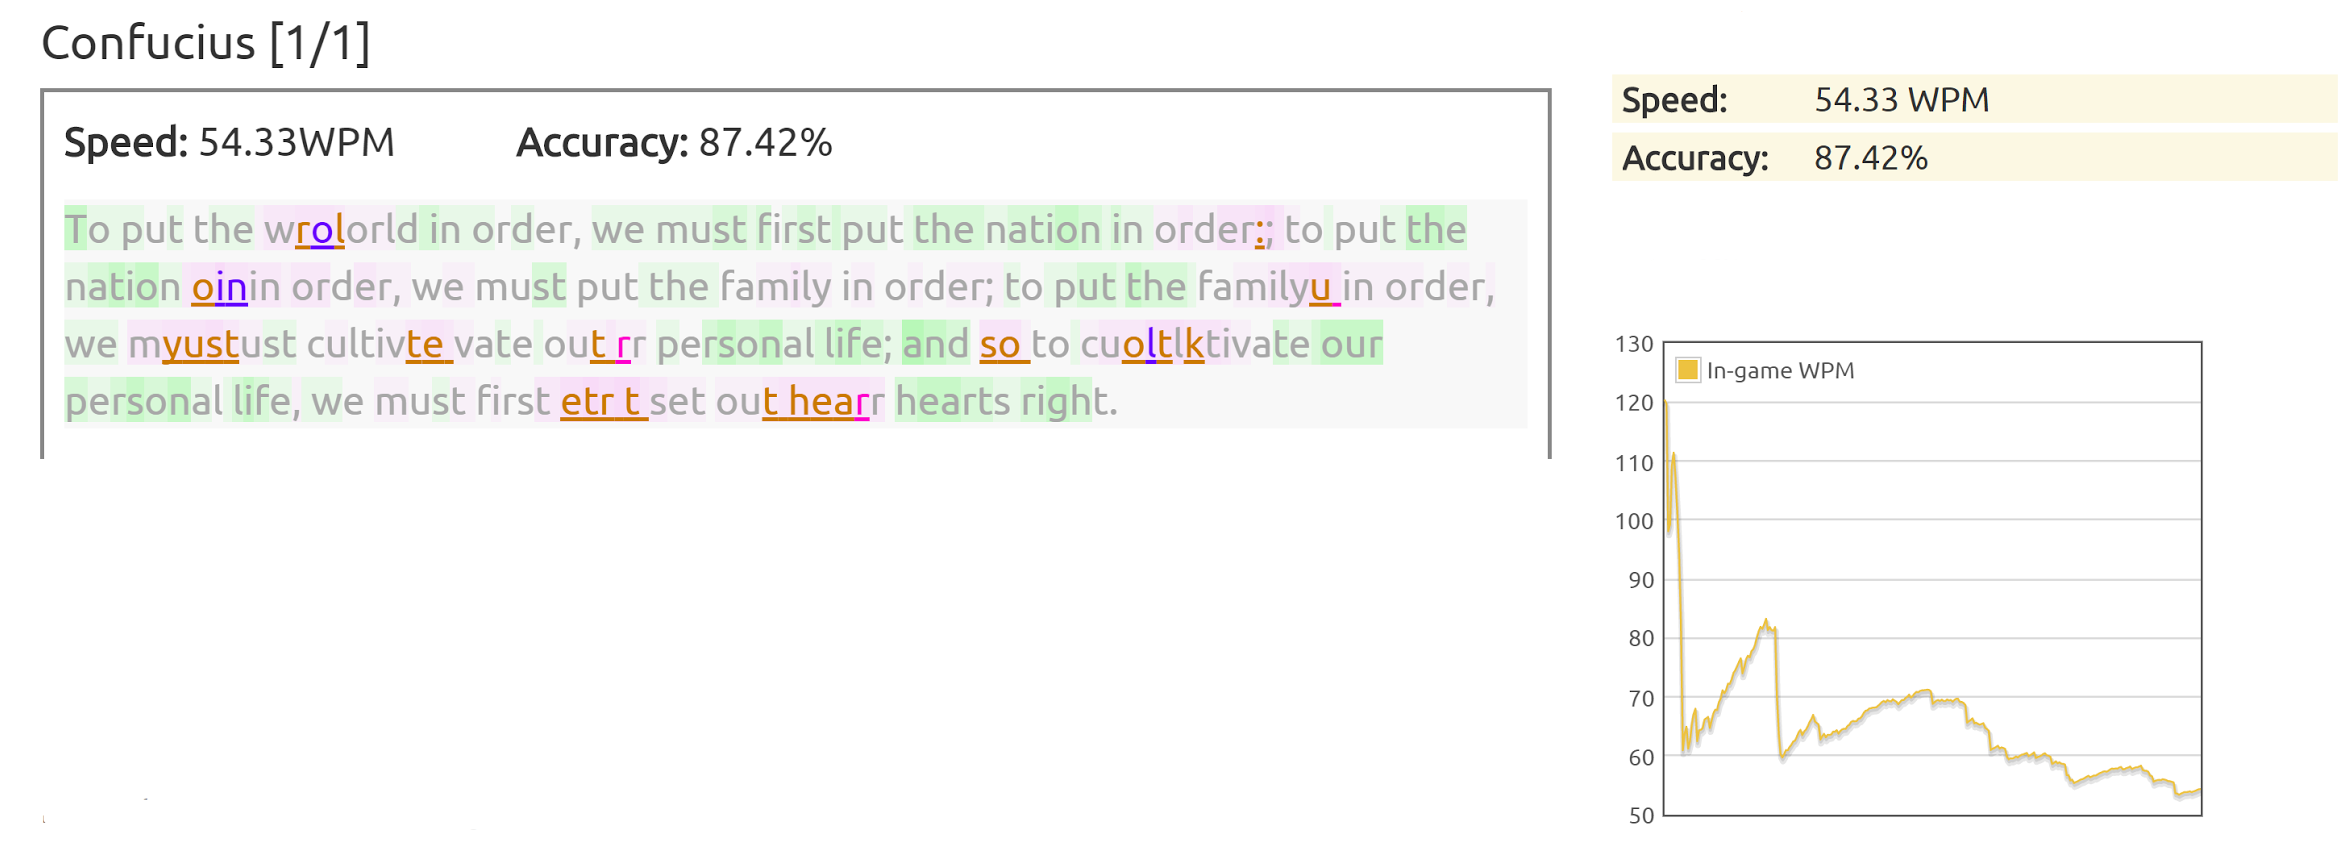 Confucius [1/1]
Speed: 54.33WPM Accuracy: 87.42%
To put the wrolorld in order, we must first put the nation in order:; to put the
nation oinin order, we must put the family in order; to put the familyu in order,
we myustust cultivte vate out rr personal life; and so to cuoltlktivate our
personal life, we must first etr t set out hearr hearts right.
Speed: 54.33 WPM
Accuracy: 87.42%
In-game WPM
130
120
110
100
90
80
70
60
50